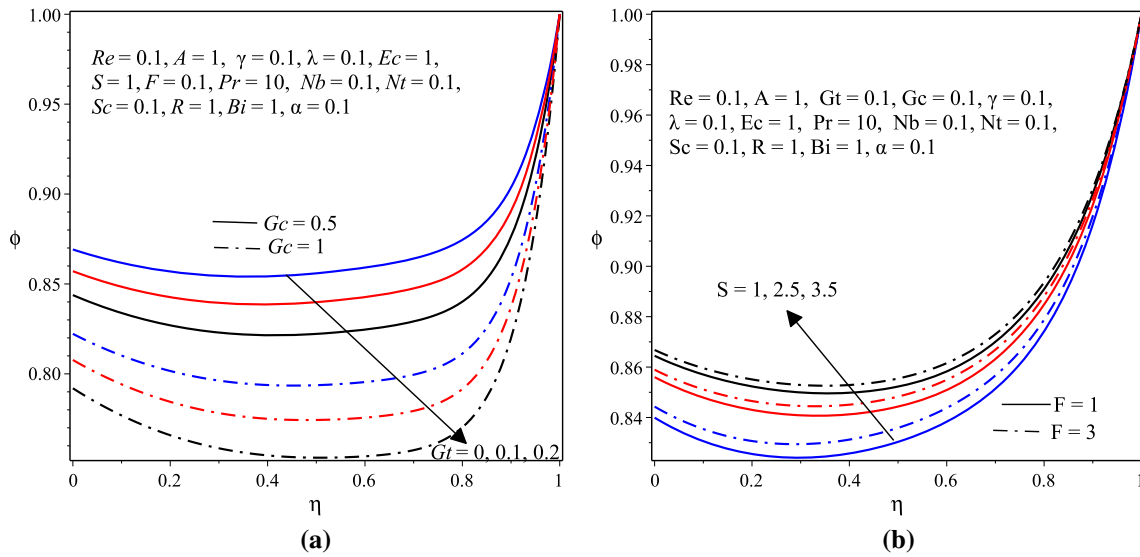 1.00
0.95
0.90
0.85
0.80
ϕ
Re = 0.1, A = 1, γ = 0.1, λ = 0.1, Ec = 1,
S = 1, F = 0.1, Pr = 10, Nb = 0.1, Nt = 0.1,
Sc = 0.1, R = 1, Bi = 1, α = 0.1
Gc = 0.5
Gc = 1
Gt = 0, 0.1, 0.2
0 0.2 0.4 0.6 0.8 1
η
(a)
1.00
0.98
0.96
0.94
0.92
0.90
0.88
0.86
0.84
ϕ
Re = 0.1, A = 1, Gt = 0.1, Gc = 0.1, γ = 0.1,
λ = 0.1, Ec = 1, Pr = 10, Nb = 0.1, Nt = 0.1,
Sc = 0.1, R = 1, Bi = 1, α = 0.1
S = 1, 2.5, 3.5
F = 1
F = 3
0 0.2 0.4 0.6 0.8 1
η
(b)